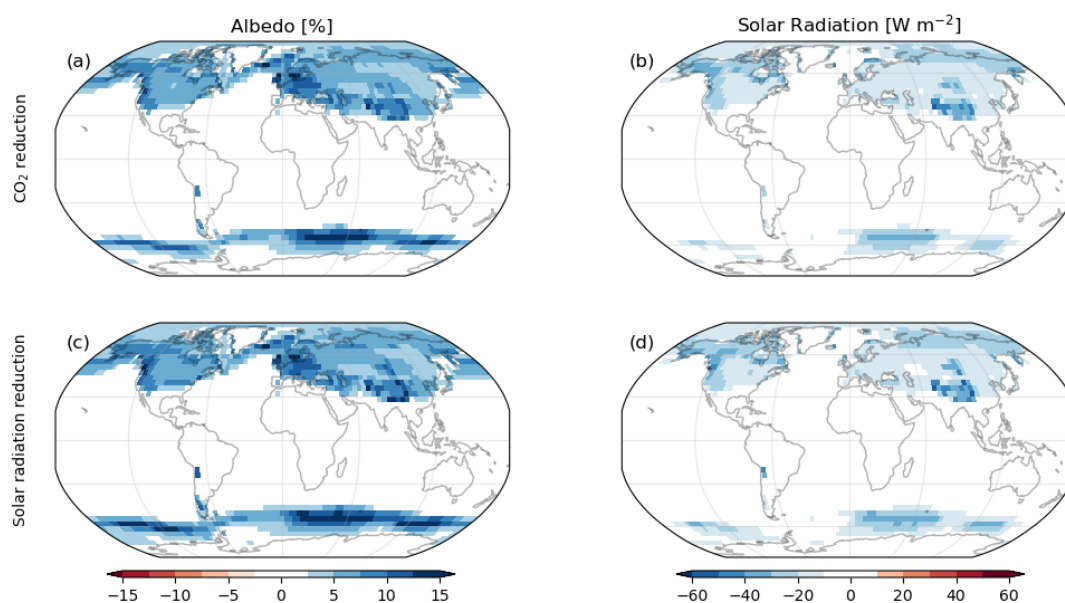 Albedo [%]
Solar Radiation [W m⁻²]
(a)
(b)
CO₂ reduction
(c)
(d)
Solar radiation reduction
−15 −10 −5 0 5 10 15
−60 −40 −20 0 20 40 60